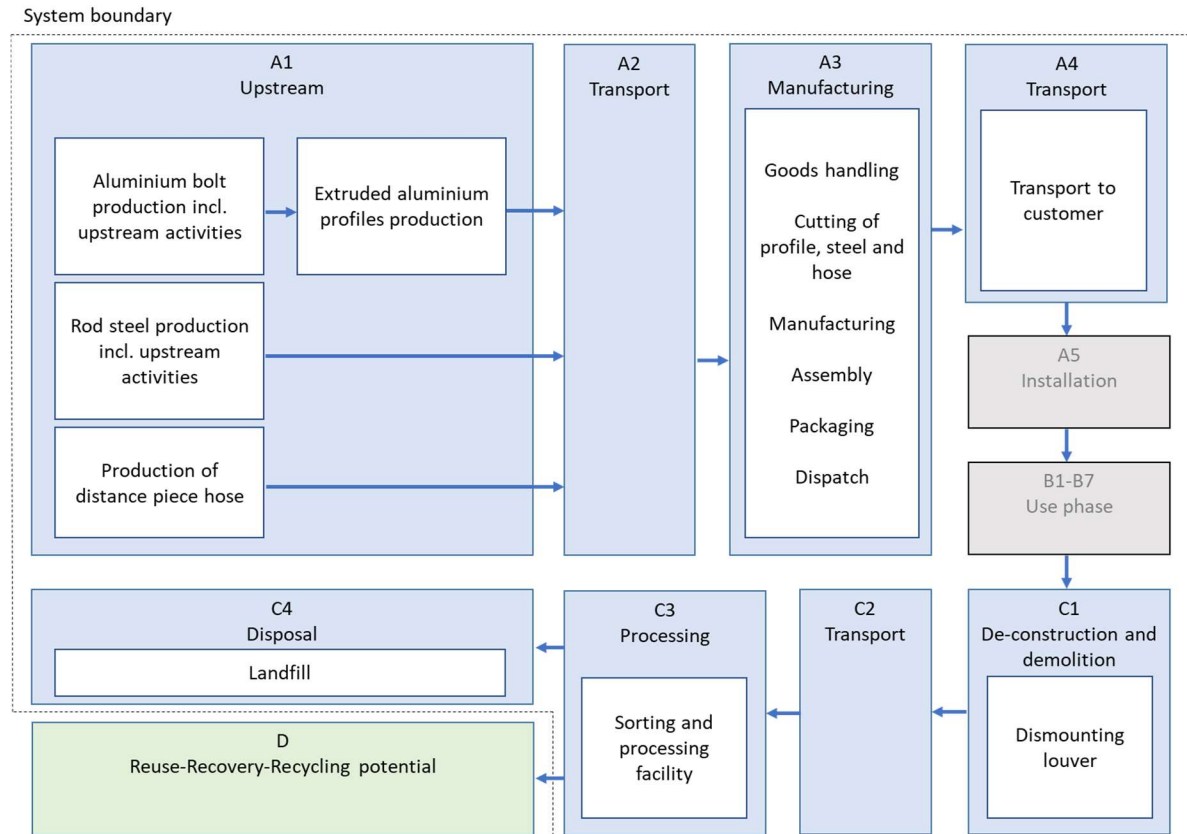 System boundary
A1
Upstream
Aluminium bolt
production incl.
upstream activities
Extruded aluminium
profiles production
Rod steel production
incl. upstream
activities
Production of
distance piece hose
A2
Transport
A3
Manufacturing
Goods handling
Cutting of
profile, steel and
hose
Manufacturing
Assembly
Packaging
Dispatch
A4
Transport
Transport to
customer
A5
Installation
B1-B7
Use phase
C1
De-construction and
demolition
Dismounting
louver
C2
Transport
C3
Processing
Sorting and
processing
facility
C4
Disposal
Landfill
D
Reuse-Recovery-Recycling potential